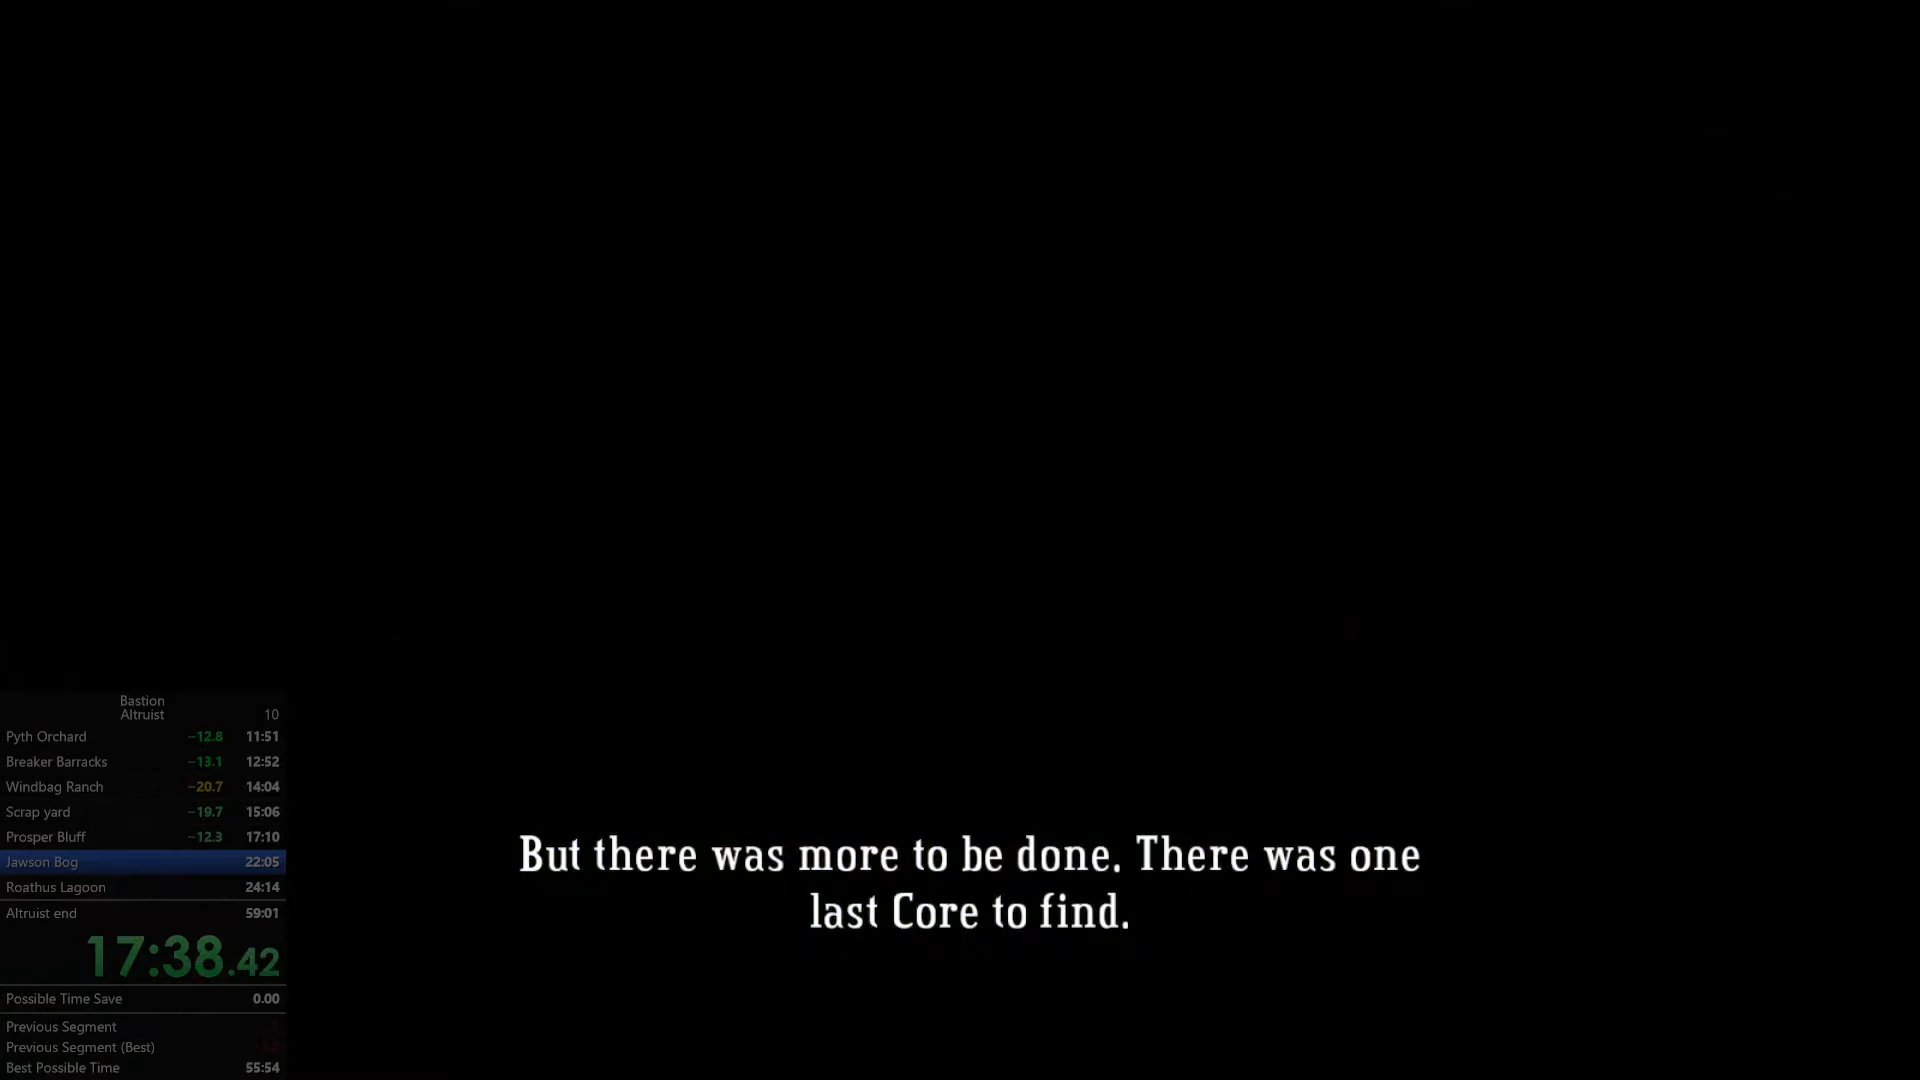 Bastion
Altruist 10
Pyth Orchard −12.8 11:51
Breaker Barracks −13.1 12:52
Windbag Ranch −20.7 14:04
Scrap yard −19.7 15:06
Prosper Bluff −12.3 17:10
Jawson Bog 22:05
Roathus Lagoon 24:14
Altruist end 59:01
17:38.42
Possible Time Save 0.00
Previous Segment
Previous Segment (Best)
Best Possible Time 55:54
But there was more to be done. There was one
last Core to find.